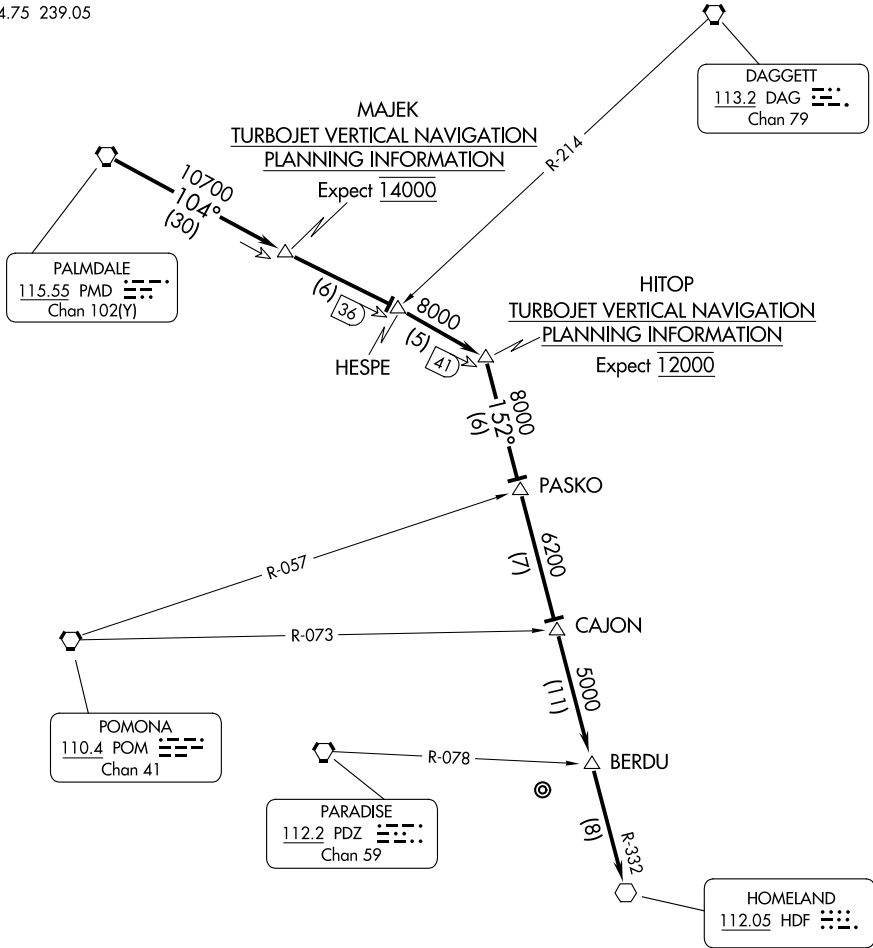 4.75 239.05
DAGGETT
113.2 DAG
Chan 79
MAJEK
TURBOJET VERTICAL NAVIGATION
PLANNING INFORMATION
Expect 14000
R-214
10700
104°
(30)
PALMDALE
115.55 PMD
Chan 102(Y)
(6)
36
HESPE
8000
(5)
41
HITOP
TURBOJET VERTICAL NAVIGATION
PLANNING INFORMATION
Expect 12000
8000
152°
(6)
PASKO
R-057
6200
(7)
R-073
CAJON
POMONA
110.4 POM
Chan 41
5000
(11)
R-078
BERDU
PARADISE
112.2 PDZ
Chan 59
(8)
R-332
HOMELAND
112.05 HDF